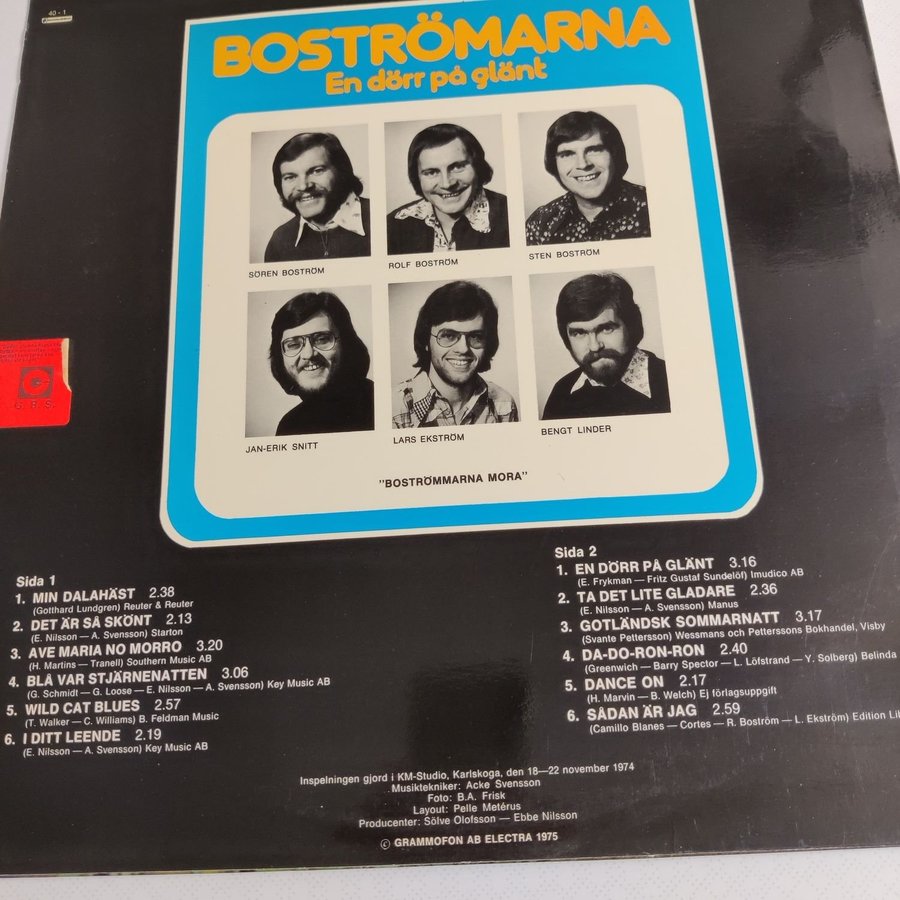 40 - 1
BOSTRÖMARNA
En dörr på glänt
SÖREN BOSTRÖM
ROLF BOSTRÖM
STEN BOSTRÖM
JAN-ERIK SNITT
LARS EKSTRÖM
BENGT LINDER
"BOSTRÖMMARNA MORA"
G.P.S.
Sida 1
1. MIN DALAHÄST 2.38
(Gotthard Lundgren) Reuter & Reuter
2. DET ÄR SÅ SKÖNT 2.13
(E. Nilsson — A. Svensson) Starton
3. AVE MARIA NO MORRO 3.20
(H. Martins — Tranell) Southern Music AB
4. BLÅ VAR STJÄRNENATTEN 3.06
(G. Schmidt — G. Loose — E. Nilsson — A. Svensson) Key Music AB
5. WILD CAT BLUES 2.57
(T. Walker — C. Williams) B. Feldman Music
6. I DITT LEENDE 2.19
(E. Nilsson — A. Svensson) Key Music AB
Sida 2
1. EN DÖRR PÅ GLÄNT 3.16
(E. Frykman — Fritz Gustaf Sundelöf) Imudico AB
2. TA DET LITE GLADARE 2.36
(E. Nilsson — A. Svensson) Manus
3. GOTLÄNDSK SOMMARNATT 3.17
(Svante Pettersson) Wessmans och Petterssons Bokhandel, Visby
4. DA-DO-RON-RON 2.40
(Greenwich — Barry Spector — L. Löfstrand — Y. Solberg) Belinda
5. DANCE ON 2.17
(H. Marvin — B. Welch) Ej förlagsuppgift
6. SÅDAN ÄR JAG 2.59
(Camillo Blanes — Cortes — R. Boström — L. Ekström) Edition
Inspelningen gjord i KM-Studio, Karlskoga, den 18—22 november 1974
Musiktekniker: Acke Svensson
Foto: B.A. Frisk
Layout: Pelle Metérus
Producenter: Sölve Olofsson — Ebbe Nilsson
© GRAMMOFON AB ELECTRA 1975